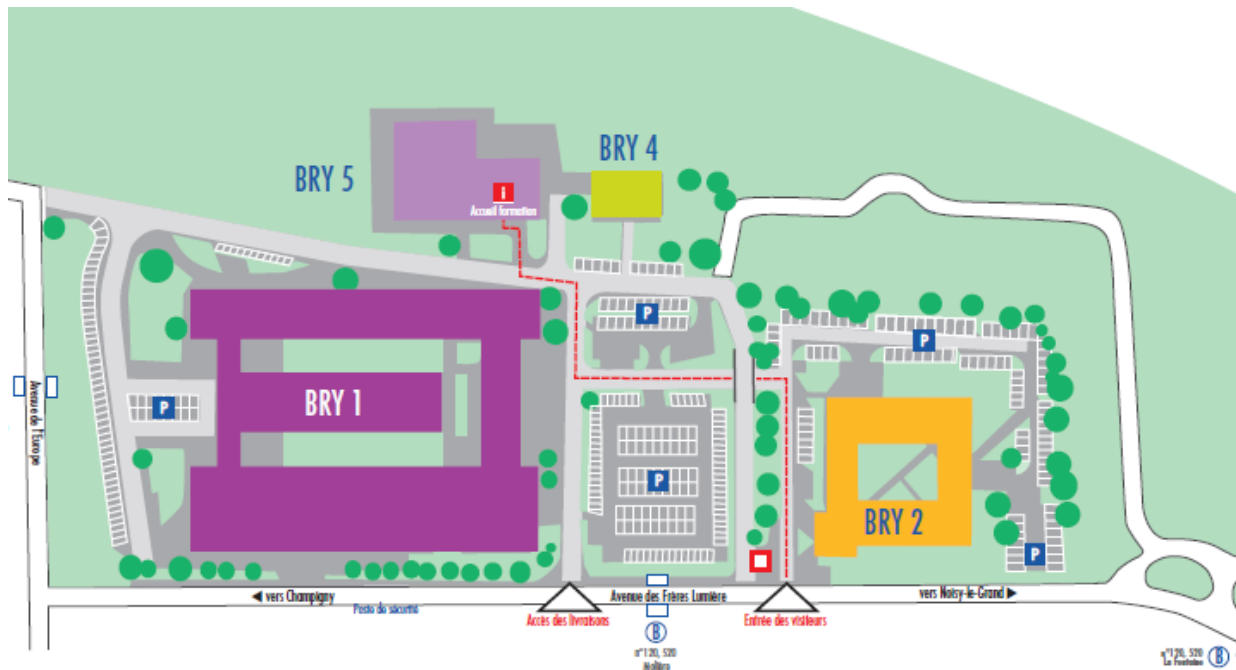 BRY 4
BRY 5
i
Accueil formation
P
P
BRY 1
P
P
BRY 2
P
Avenue de l'Europe
◄ vers Champigny
Poste de sécurité
Accès des livraisons
Avenue des Frères Lumière
Entrée des visiteurs
vers Noisy-le-Grand ►
B
n°120, 520
Molière
n°120, 520
La Fontaine
B